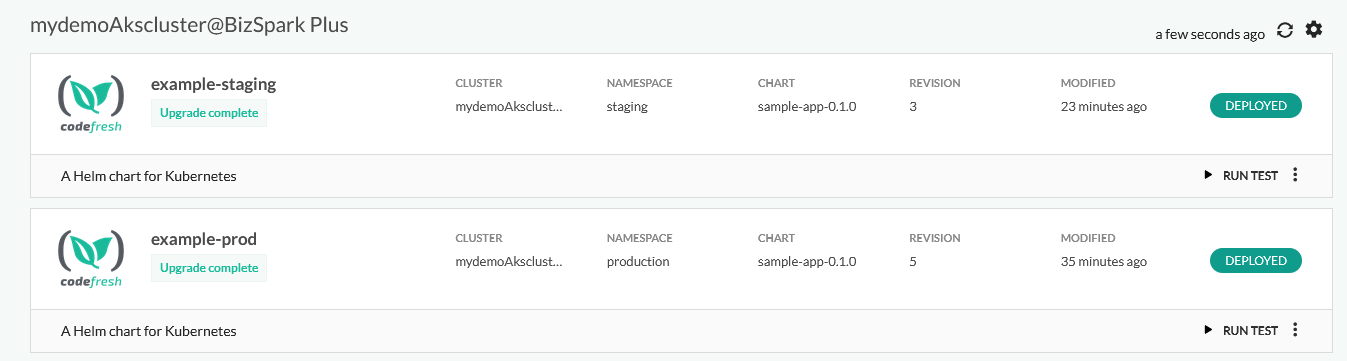 mydemoAkscluster@BizSpark Plus
a few seconds ago
codefresh
example-staging
Upgrade complete
CLUSTER NAMESPACE CHART REVISION MODIFIED
mydemoAksclust... staging sample-app-0.1.0 3 23 minutes ago
DEPLOYED
A Helm chart for Kubernetes
RUN TEST
codefresh
example-prod
Upgrade complete
CLUSTER NAMESPACE CHART REVISION MODIFIED
mydemoAksclust... production sample-app-0.1.0 5 35 minutes ago
DEPLOYED
A Helm chart for Kubernetes
RUN TEST